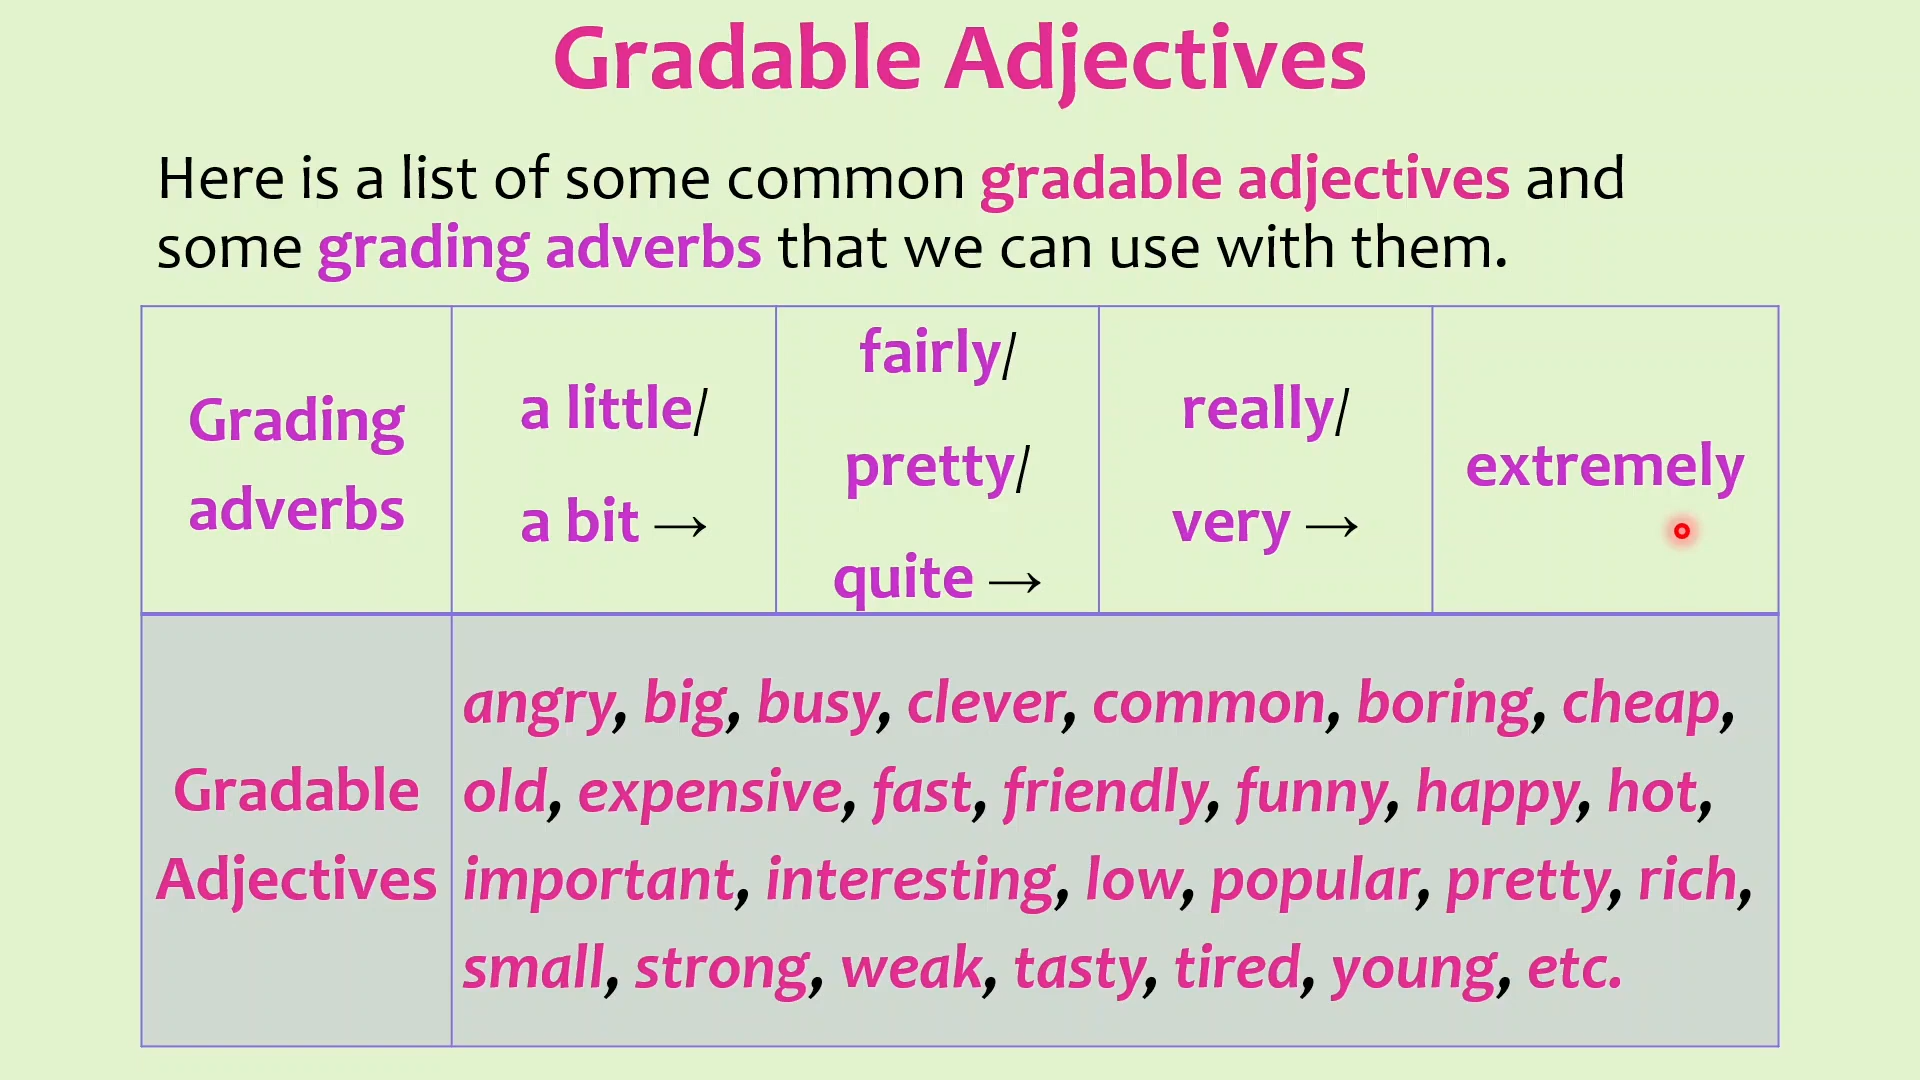 Gradable Adjectives
Here is a list of some common gradable adjectives and
some grading adverbs that we can use with them.
Grading
adverbs
a little/
a bit →
fairly/
pretty/
quite →
really/
very →
extremely
Gradable
Adjectives
angry, big, busy, clever, common, boring, cheap,
old, expensive, fast, friendly, funny, happy, hot,
important, interesting, low, popular, pretty, rich,
small, strong, weak, tasty, tired, young, etc.